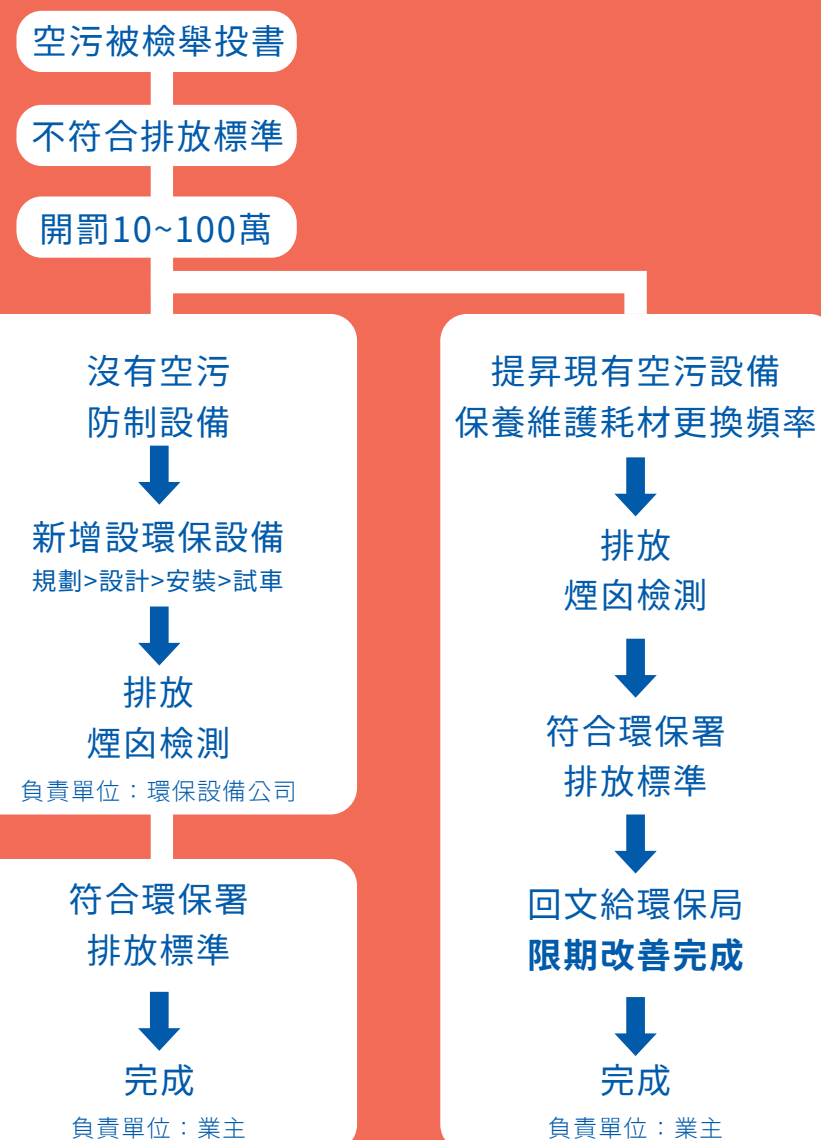 空污被檢舉投書
不符合排放標準
開罰10~100萬
沒有空污
防制設備
新增設環保設備
規劃>設計>安裝>試車
排放
煙囪檢測
負責單位：環保設備公司
符合環保署
排放標準
完成
負責單位：業主
提昇現有空污設備
保養維護耗材更換頻率
排放
煙囪檢測
符合環保署
排放標準
回文給環保局
限期改善完成
完成
負責單位：業主